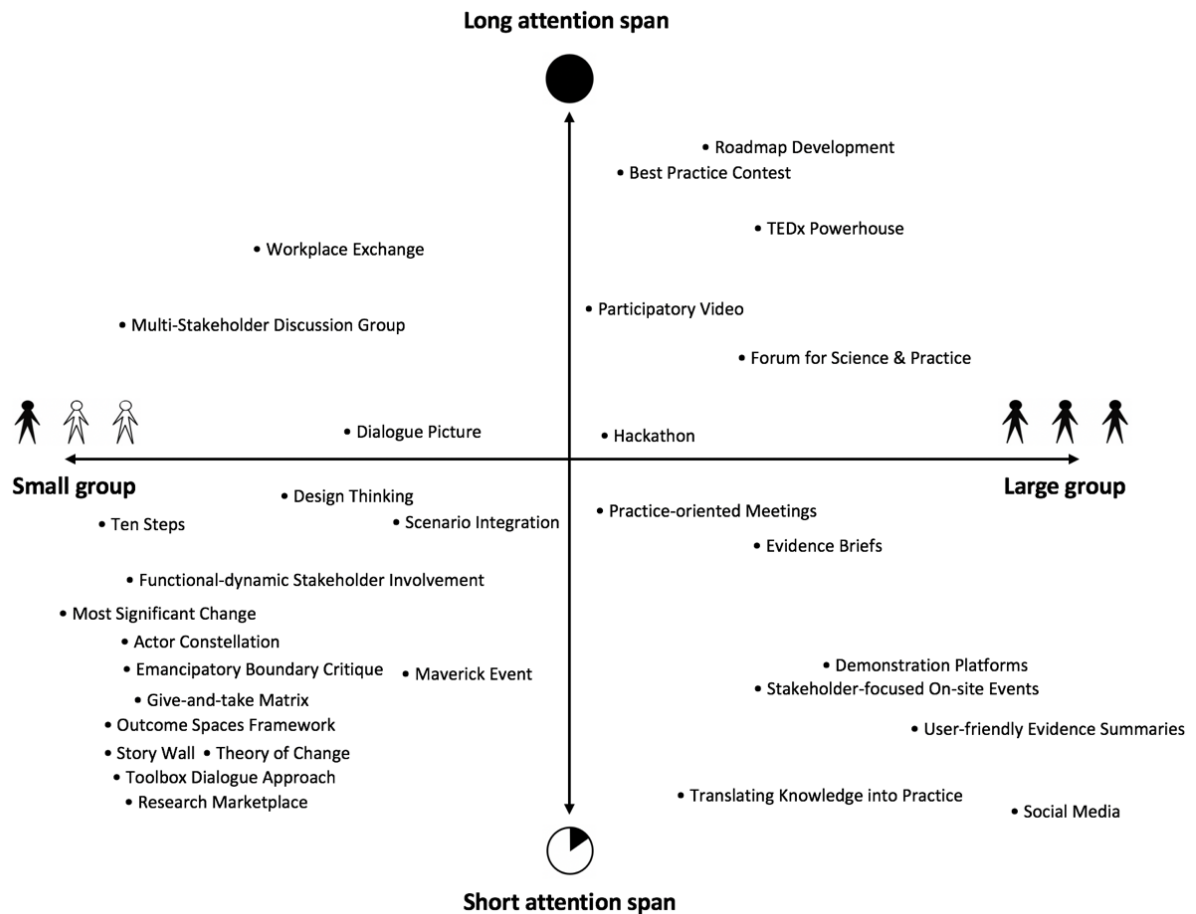 Long attention span
• Roadmap Development
• Best Practice Contest
• TEDx Powerhouse
• Workplace Exchange
• Participatory Video
• Multi-Stakeholder Discussion Group
• Forum for Science & Practice
• Dialogue Picture
• Hackathon
Small group
Large group
• Design Thinking
• Practice-oriented Meetings
• Ten Steps
• Scenario Integration
• Evidence Briefs
• Functional-dynamic Stakeholder Involvement
• Most Significant Change
• Actor Constellation
• Emancipatory Boundary Critique
• Maverick Event
• Demonstration Platforms
• Stakeholder-focused On-site Events
• Give-and-take Matrix
• Outcome Spaces Framework
• User-friendly Evidence Summaries
• Story Wall • Theory of Change
• Toolbox Dialogue Approach
• Research Marketplace
• Translating Knowledge into Practice
• Social Media
Short attention span